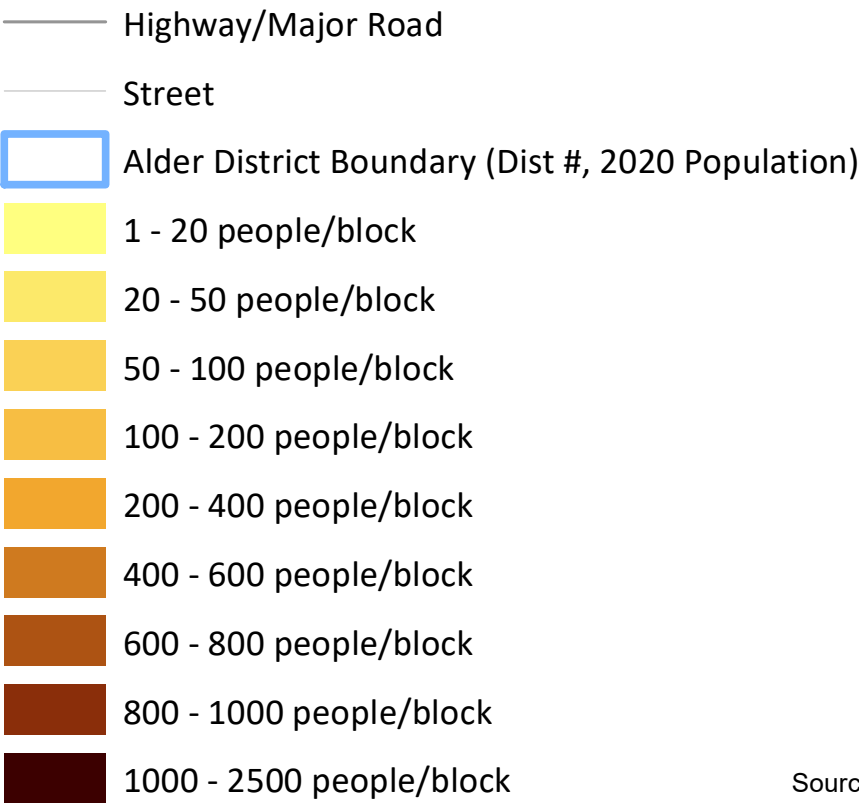 Highway/Major Road
Street
Alder District Boundary (Dist #, 2020 Population)
1 - 20 people/block
20 - 50 people/block
50 - 100 people/block
100 - 200 people/block
200 - 400 people/block
400 - 600 people/block
600 - 800 people/block
800 - 1000 people/block
1000 - 2500 people/block
Sourc